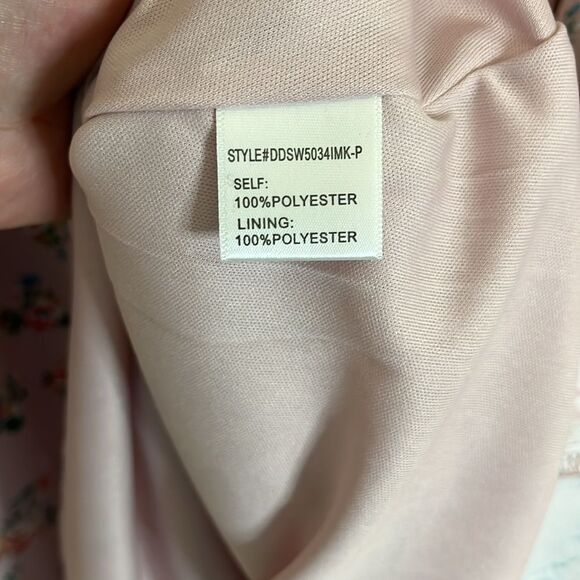 STYLE#DDSW5034IMK-P
SELF:
100%POLYESTER
LINING:
100%POLYESTER